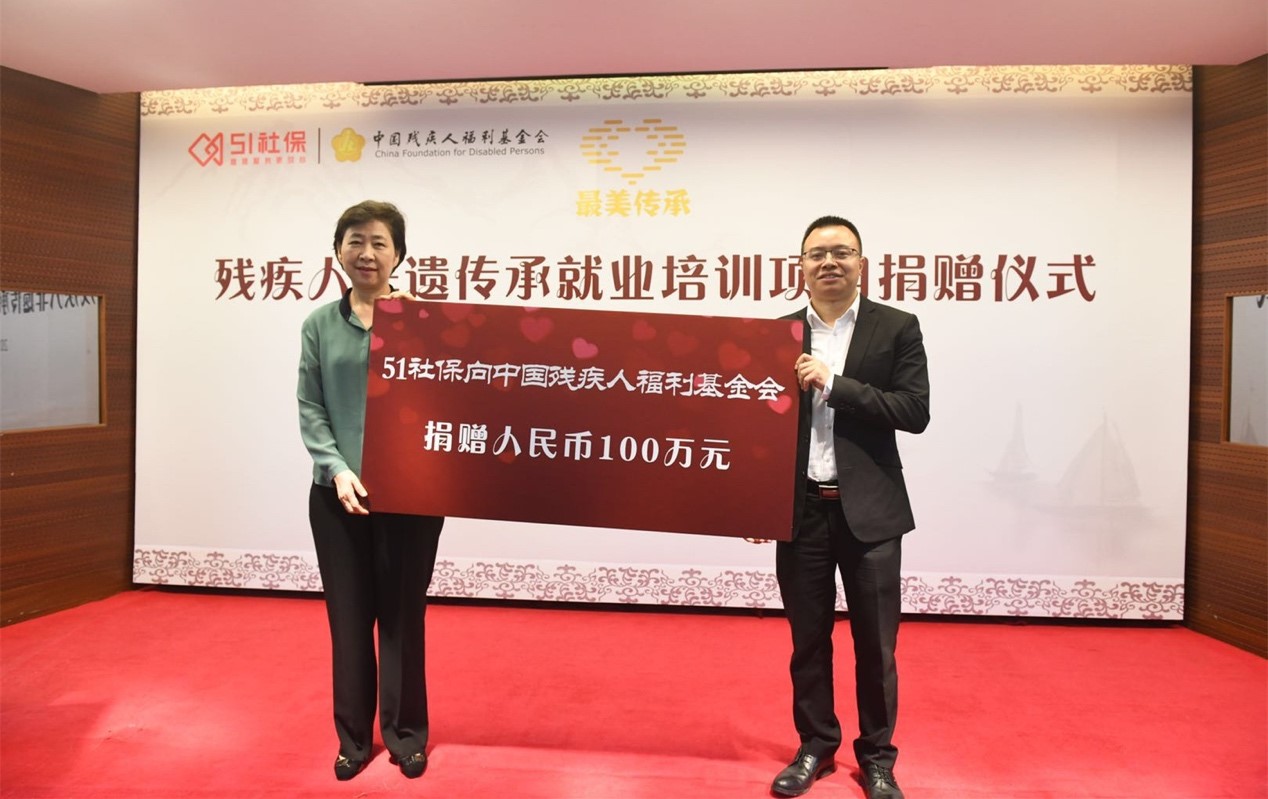 51社保
中国残疾人福利基金会
China Foundation for Disabled Persons
最美传承
残疾人 遗传承就业培训项 捐赠仪式
51社保向中国残疾人福利基金会
捐赠人民币100万元